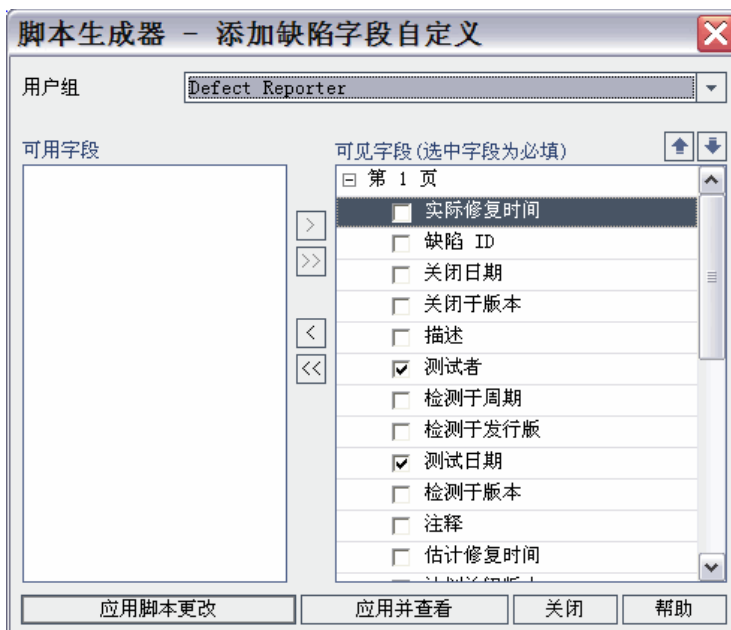 脚本生成器 - 添加缺陷字段自定义
用户组 Defect Reporter
可用字段
可见字段(选中字段为必填)
第 1 页
实际修复时间
缺陷 ID
关闭日期
关闭于版本
> 
>>
描述
<
测试者
<<
检测于周期
检测于发行版
测试日期
检测于版本
注释
估计修复时间
应用脚本更改 应用并查看 关闭 帮助